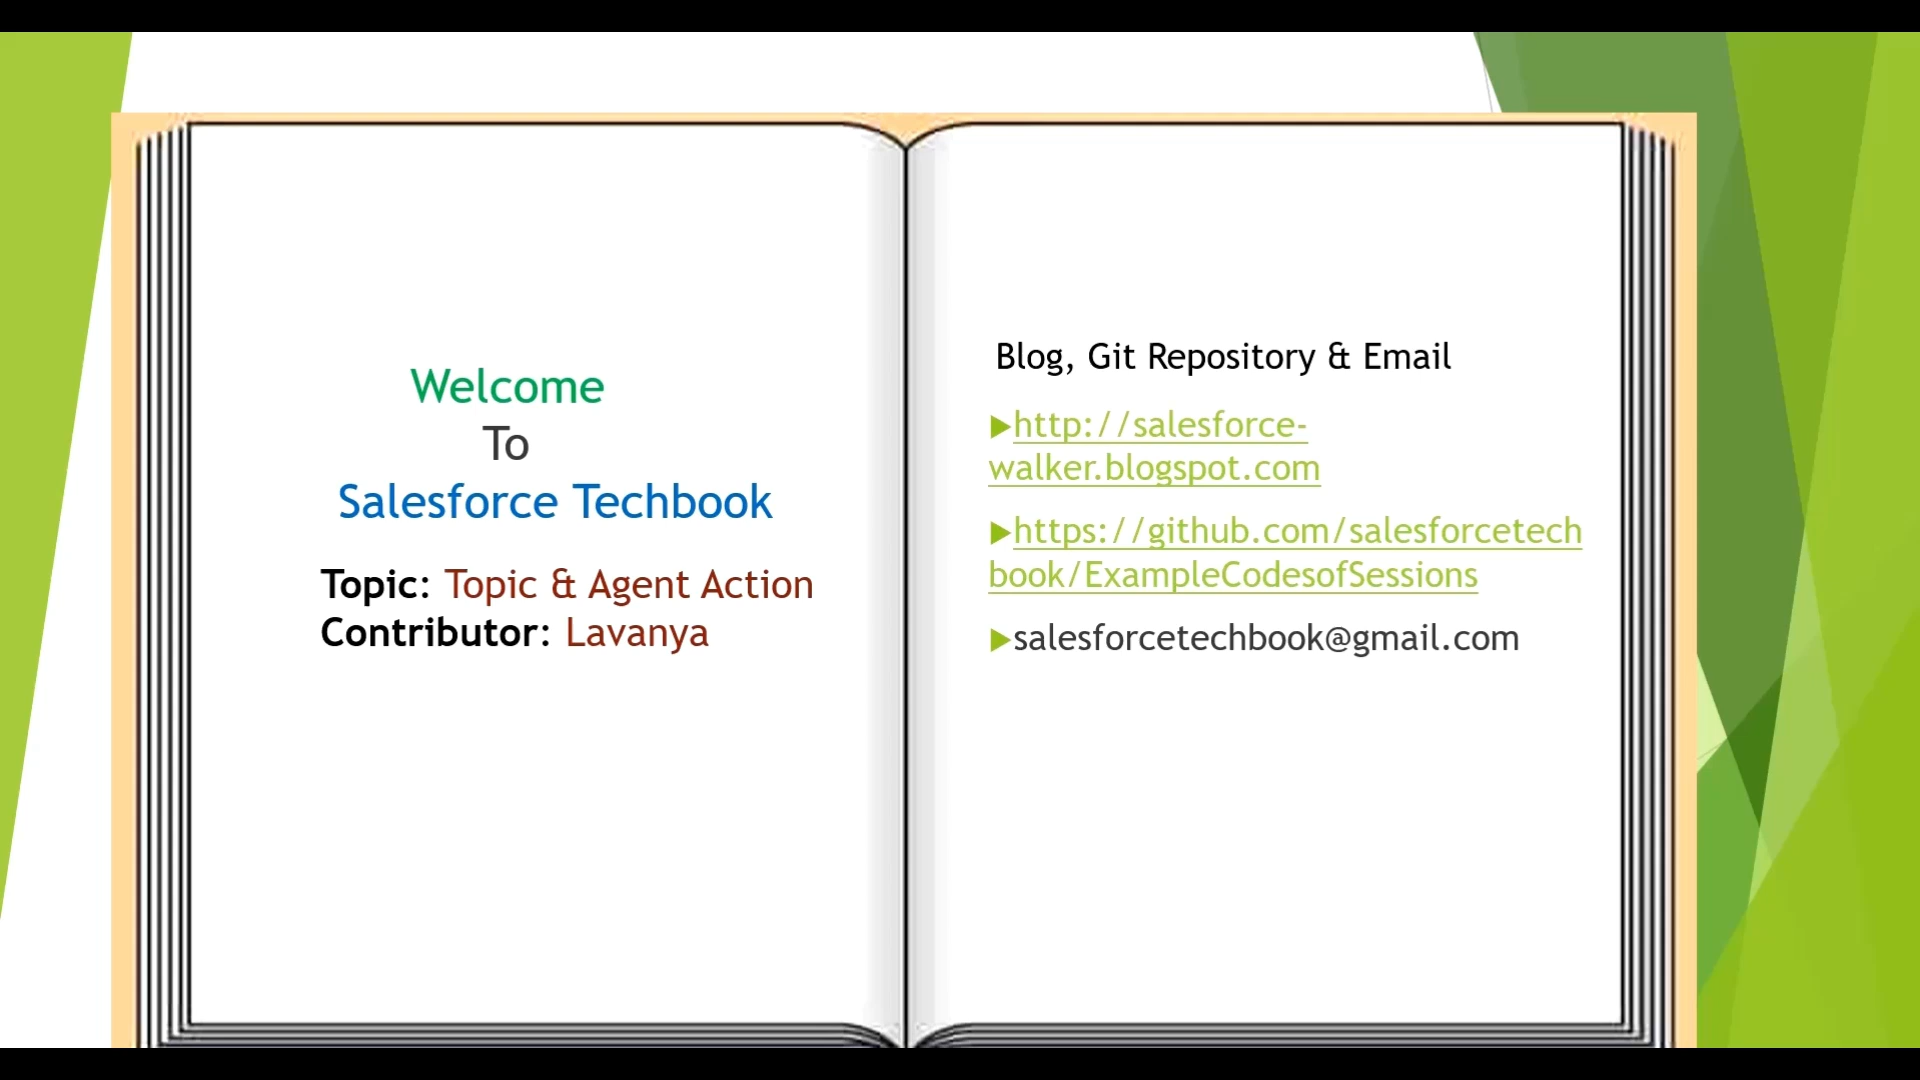 Welcome
To
Salesforce Techbook
Topic: Topic & Agent Action
Contributor: Lavanya
Blog, Git Repository & Email
http://salesforce-
walker.blogspot.com
https://github.com/salesforcetech
book/ExampleCodesofSessions
salesforcetechbook@gmail.com